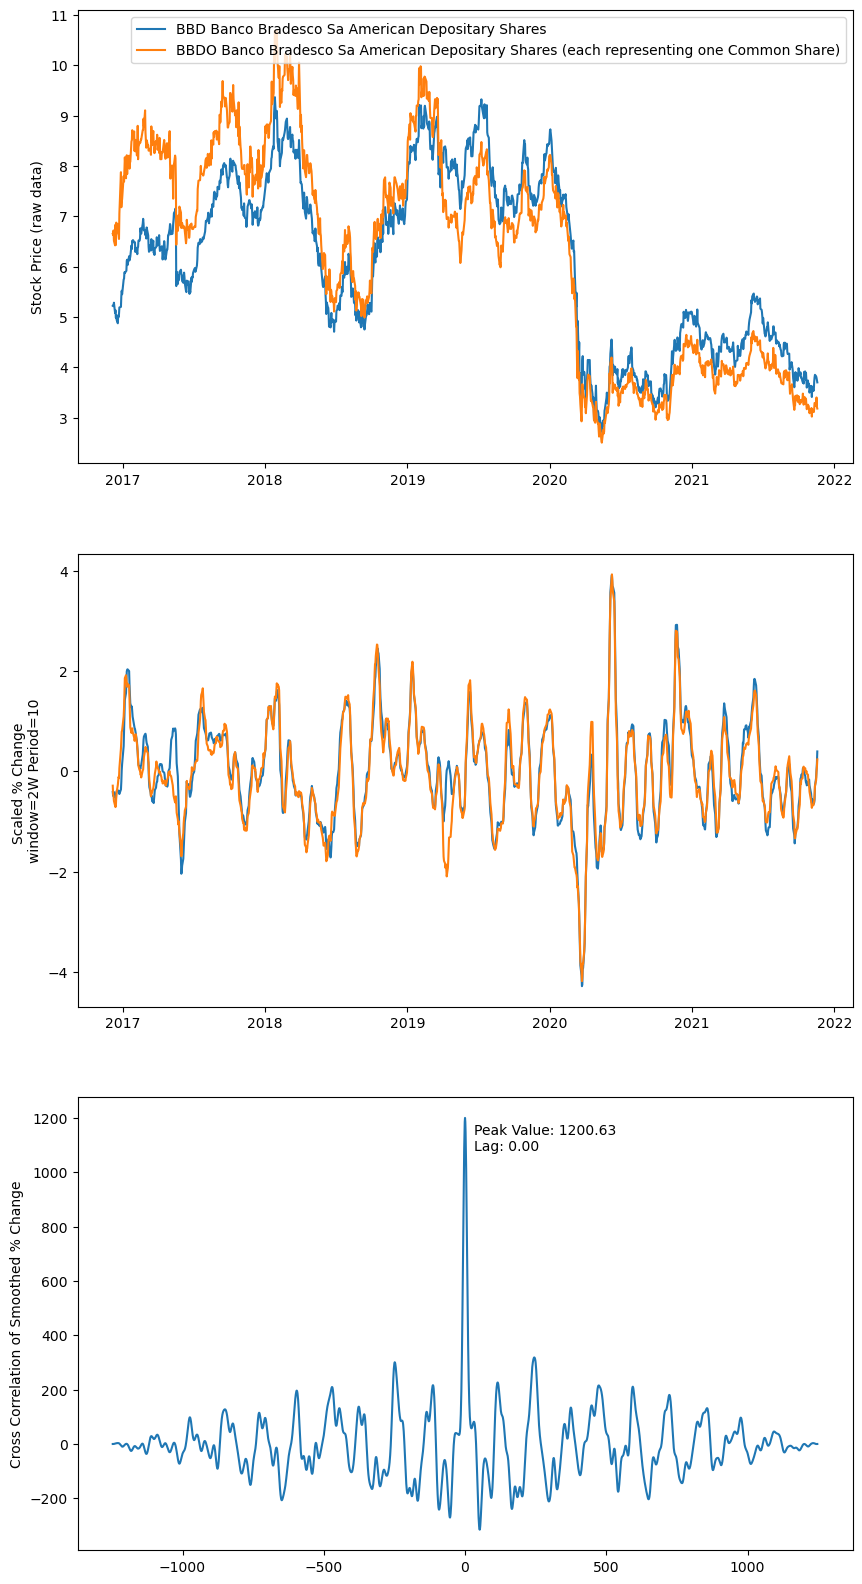 11
10
9
8
7
6
5
4
3
Stock Price (raw data)
BBD Banco Bradesco Sa American Depositary Shares
BBDO Banco Bradesco Sa American Depositary Shares (each representing one Common Share)
2017 2018 2019 2020 2021 2022
4
2
0
−2
−4
Scaled % Change
window=2W Period=10
2017 2018 2019 2020 2021 2022
1200
1000
800
600
400
200
0
−200
Cross Correlation of Smoothed % Change
Peak Value: 1200.63
Lag: 0.00
−1000 −500 0 500 1000